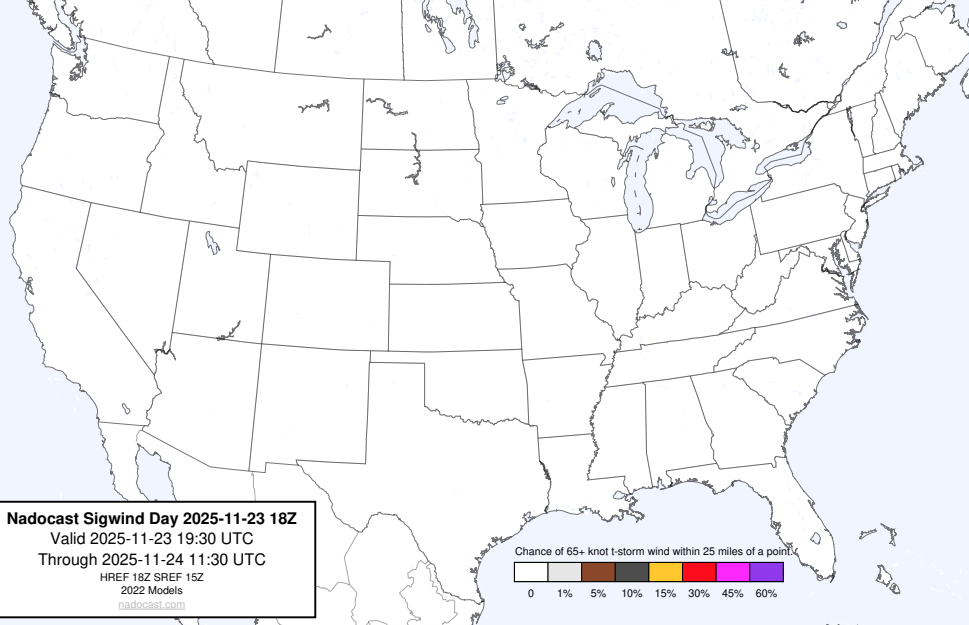 Nadocast Sigwind Day 2025-11-23 18Z
Valid 2025-11-23 19:30 UTC
Through 2025-11-24 11:30 UTC
HREF 18Z SREF 15Z
2022 Models
nadocast.com
Chance of 65+ knot t-storm wind within 25 miles of a point.
0 1% 5% 10% 15% 30% 45% 60%